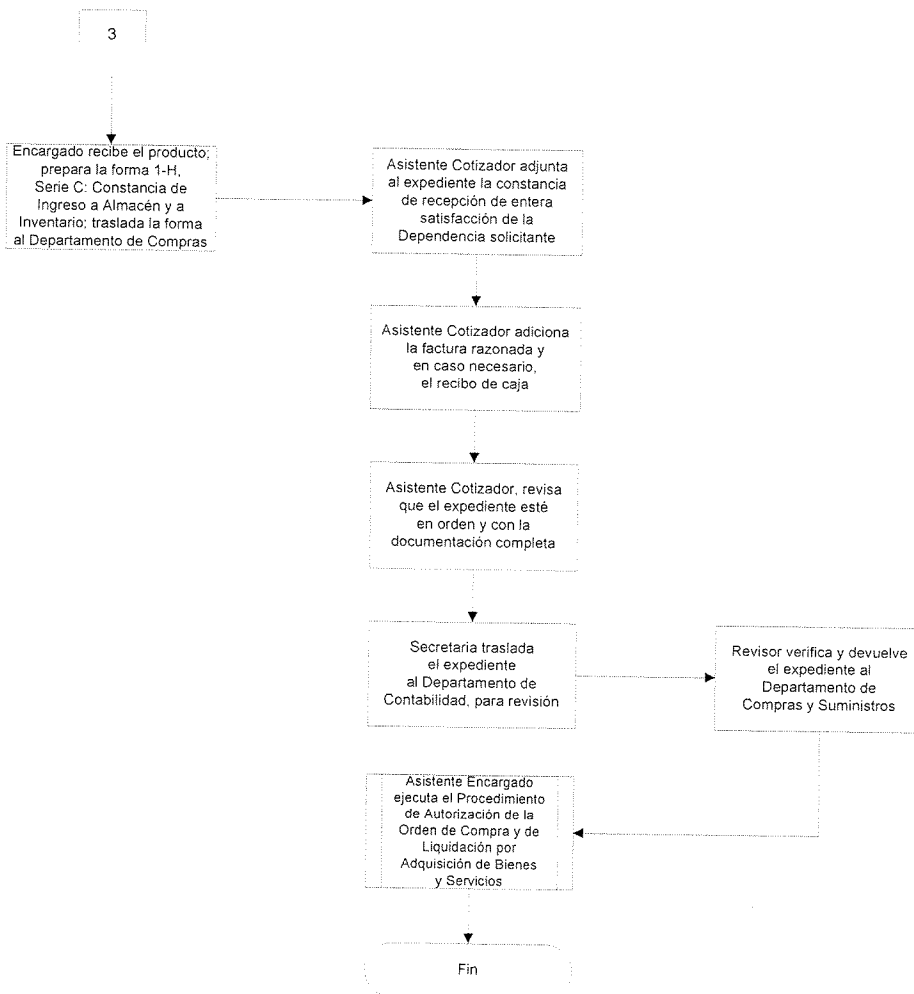 3
Encargado recibe el producto;
prepara la forma 1-H,
Serie C: Constancia de
Ingreso a Almacén y a
Inventario; traslada la forma
al Departamento de Compras
Asistente Cotizador adjunta
al expediente la constancia
de recepción de entera
satisfacción de la
Dependencia solicitante
Asistente Cotizador adiciona
la factura razonada y
en caso necesario,
el recibo de caja
Asistente Cotizador, revisa
que el expediente esté
en orden y con la
documentación completa
Secretaria traslada
el expediente
al Departamento de
Contabilidad, para revisión
Revisor verifica y devuelve
el expediente al
Departamento de
Compras y Suministros
Asistente Encargado
ejecuta el Procedimiento
de Autorización de la
Orden de Compra y de
Liquidación por
Adquisición de Bienes
y Servicios
Fin